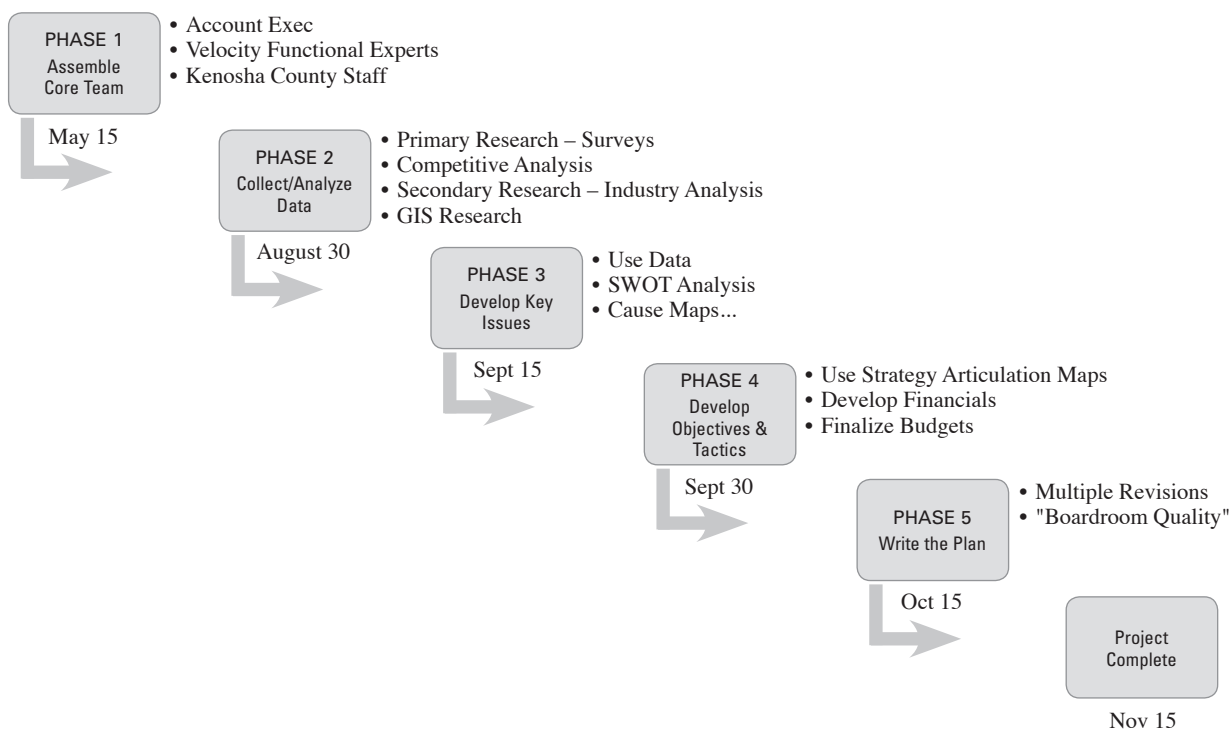 PHASE 1
Assemble
Core Team
• Account Exec
• Velocity Functional Experts
• Kenosha County Staff
May 15
PHASE 2
Collect/Analyze
Data
• Primary Research – Surveys
• Competitive Analysis
• Secondary Research – Industry Analysis
• GIS Research
August 30
PHASE 3
Develop Key
Issues
• Use Data
• SWOT Analysis
• Cause Maps...
Sept 15
PHASE 4
Develop
Objectives &
Tactics
• Use Strategy Articulation Maps
• Develop Financials
• Finalize Budgets
Sept 30
PHASE 5
Write the Plan
• Multiple Revisions
• "Boardroom Quality"
Oct 15
Project
Complete
Nov 15